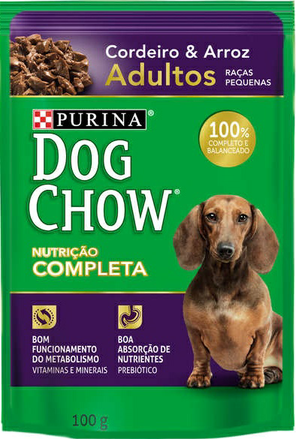 Cordeiro & Arroz
Adultos RAÇAS
PEQUENAS
PURINA®
DOG
CHOW®
100%
COMPLETO E
BALANCEADO
NUTRIÇÃO
COMPLETA
BOM
FUNCIONAMENTO
DO METABOLISMO
VITAMINAS E MINERAIS
BOA
ABSORÇÃO DE
NUTRIENTES
PREBIÓTICO
100 g